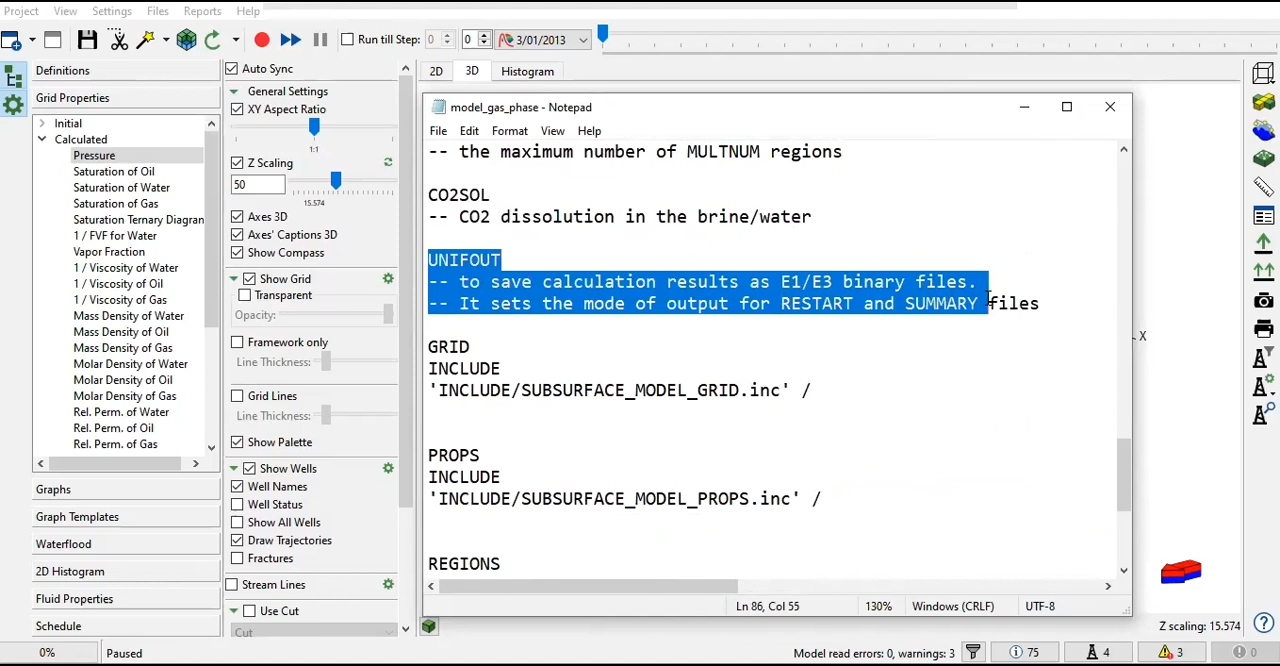 Project View Settings Files Reports Help
Run till Step: 0 0 3/01/2013
Definitions
Grid Properties
Initial
Calculated
Pressure
Saturation of Oil
Saturation of Water
Saturation of Gas
Saturation Ternary Diagran
1 / FVF for Water
Vapor Fraction
1 / Viscosity of Water
1 / Viscosity of Oil
1 / Viscosity of Gas
Mass Density of Water
Mass Density of Oil
Mass Density of Gas
Molar Density of Water
Molar Density of Oil
Molar Density of Gas
Rel. Perm. of Water
Rel. Perm. of Oil
Rel. Perm. of Gas
Graphs
Graph Templates
Waterflood
2D Histogram
Fluid Properties
Schedule
Auto Sync
General Settings
XY Aspect Ratio
1:1
Z Scaling
50
15.574
Axes 3D
Axes' Captions 3D
Show Compass
Show Grid
Transparent
Opacity:
Framework only
Line Thickness:
Grid Lines
Line Thickness:
Show Palette
Show Wells
Well Names
Well Status
Show All Wells
Draw Trajectories
Fractures
Stream Lines
Use Cut
Cut
2D 3D Histogram
model_gas_phase - Notepad
File Edit Format View Help
-- the maximum number of MULTNUM regions
CO2SOL
-- CO2 dissolution in the brine/water
UNIFOUT
-- to save calculation results as E1/E3 binary files.
-- It sets the mode of output for RESTART and SUMMARY files
GRID
INCLUDE
'INCLUDE/SUBSURFACE_MODEL_GRID.inc' /
PROPS
INCLUDE
'INCLUDE/SUBSURFACE_MODEL_PROPS.inc' /
REGIONS
Ln 86, Col 55 130% Windows (CRLF) UTF-8
X
Z scaling: 15.574
0% Paused Model read errors: 0, warnings: 3 75 4 3 0